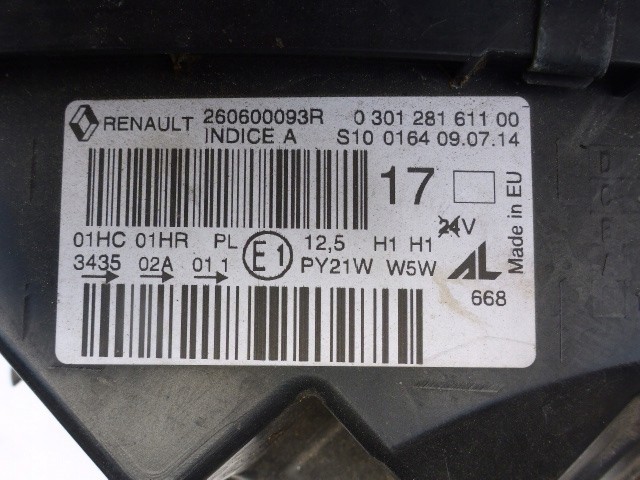 RENAULT 260600093R 0 301 281 611 00
INDICE A S10 0164 09.07.14
17
Made in EU
01HC 01HR PL E1 12,5 H1 H1 24V
3435 02A 01.1 PY21W W5W AL
668